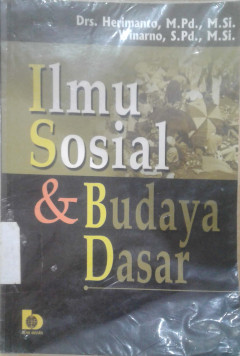 Drs. Herimanto, M.Pd., M.Si.
Winarno, S.Pd., M.Si.
Ilmu
Sosial
& Budaya
Dasar